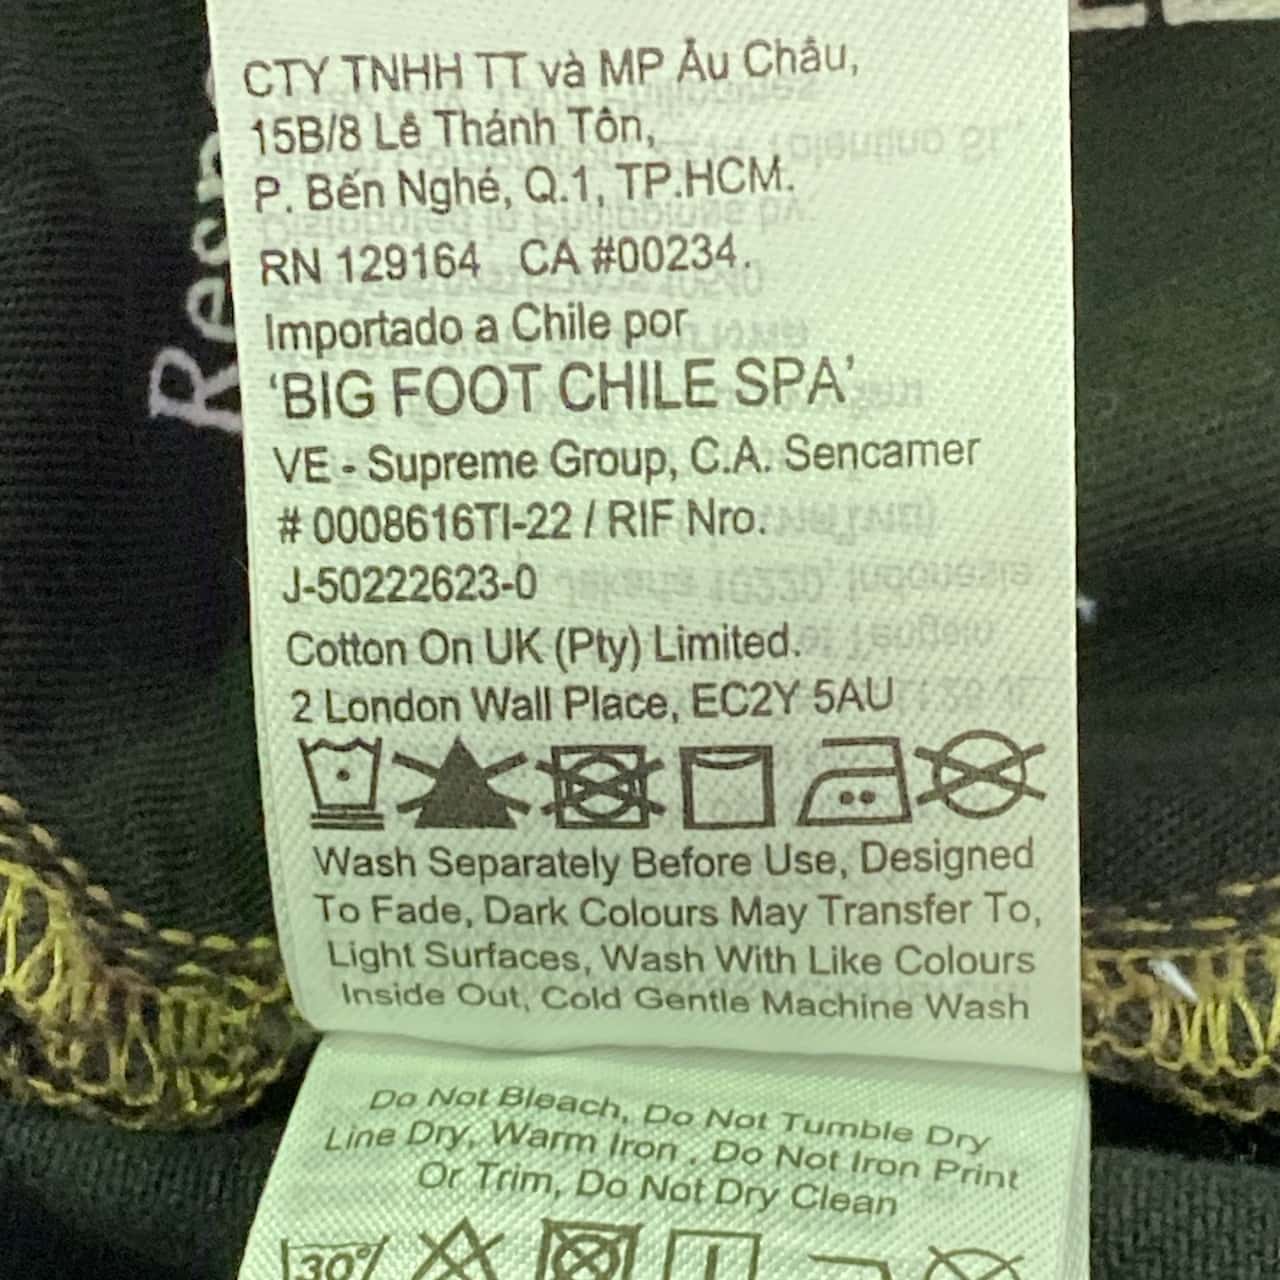 Resp
CTY TNHH TT và MP Âu Châu,
15B/8 Lê Thánh Tôn,
P. Bến Nghé, Q.1, TP.HCM.
RN 129164 CA #00234.
Importado a Chile por
‘BIG FOOT CHILE SPA’
VE - Supreme Group, C.A. Sencamer
# 0008616TI-22 / RIF Nro.
J-50222623-0
Cotton On UK (Pty) Limited.
2 London Wall Place, EC2Y 5AU
Wash Separately Before Use, Designed
To Fade, Dark Colours May Transfer To,
Light Surfaces, Wash With Like Colours
Inside Out, Cold Gentle Machine Wash
Do Not Bleach, Do Not Tumble Dry
Line Dry, Warm Iron , Do Not Iron Print
Or Trim, Do Not Dry Clean
30°